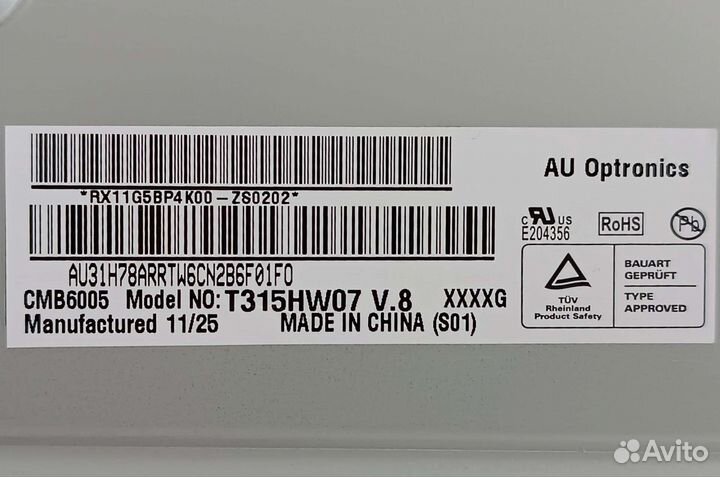 *RX11G5BP4K00-ZS0202*
AU31H78ARRTW6CN2B6F01F0
CMB6005 Model NO: T315HW07 V.8 XXXXG
Manufactured 11/25 MADE IN CHINA (S01)
AU Optronics
c RU US
E204356
RoHS
Pb
TÜV
Rheinland
Product Safety
BAUART
GEPRÜFT
TYPE
APPROVED
Avito